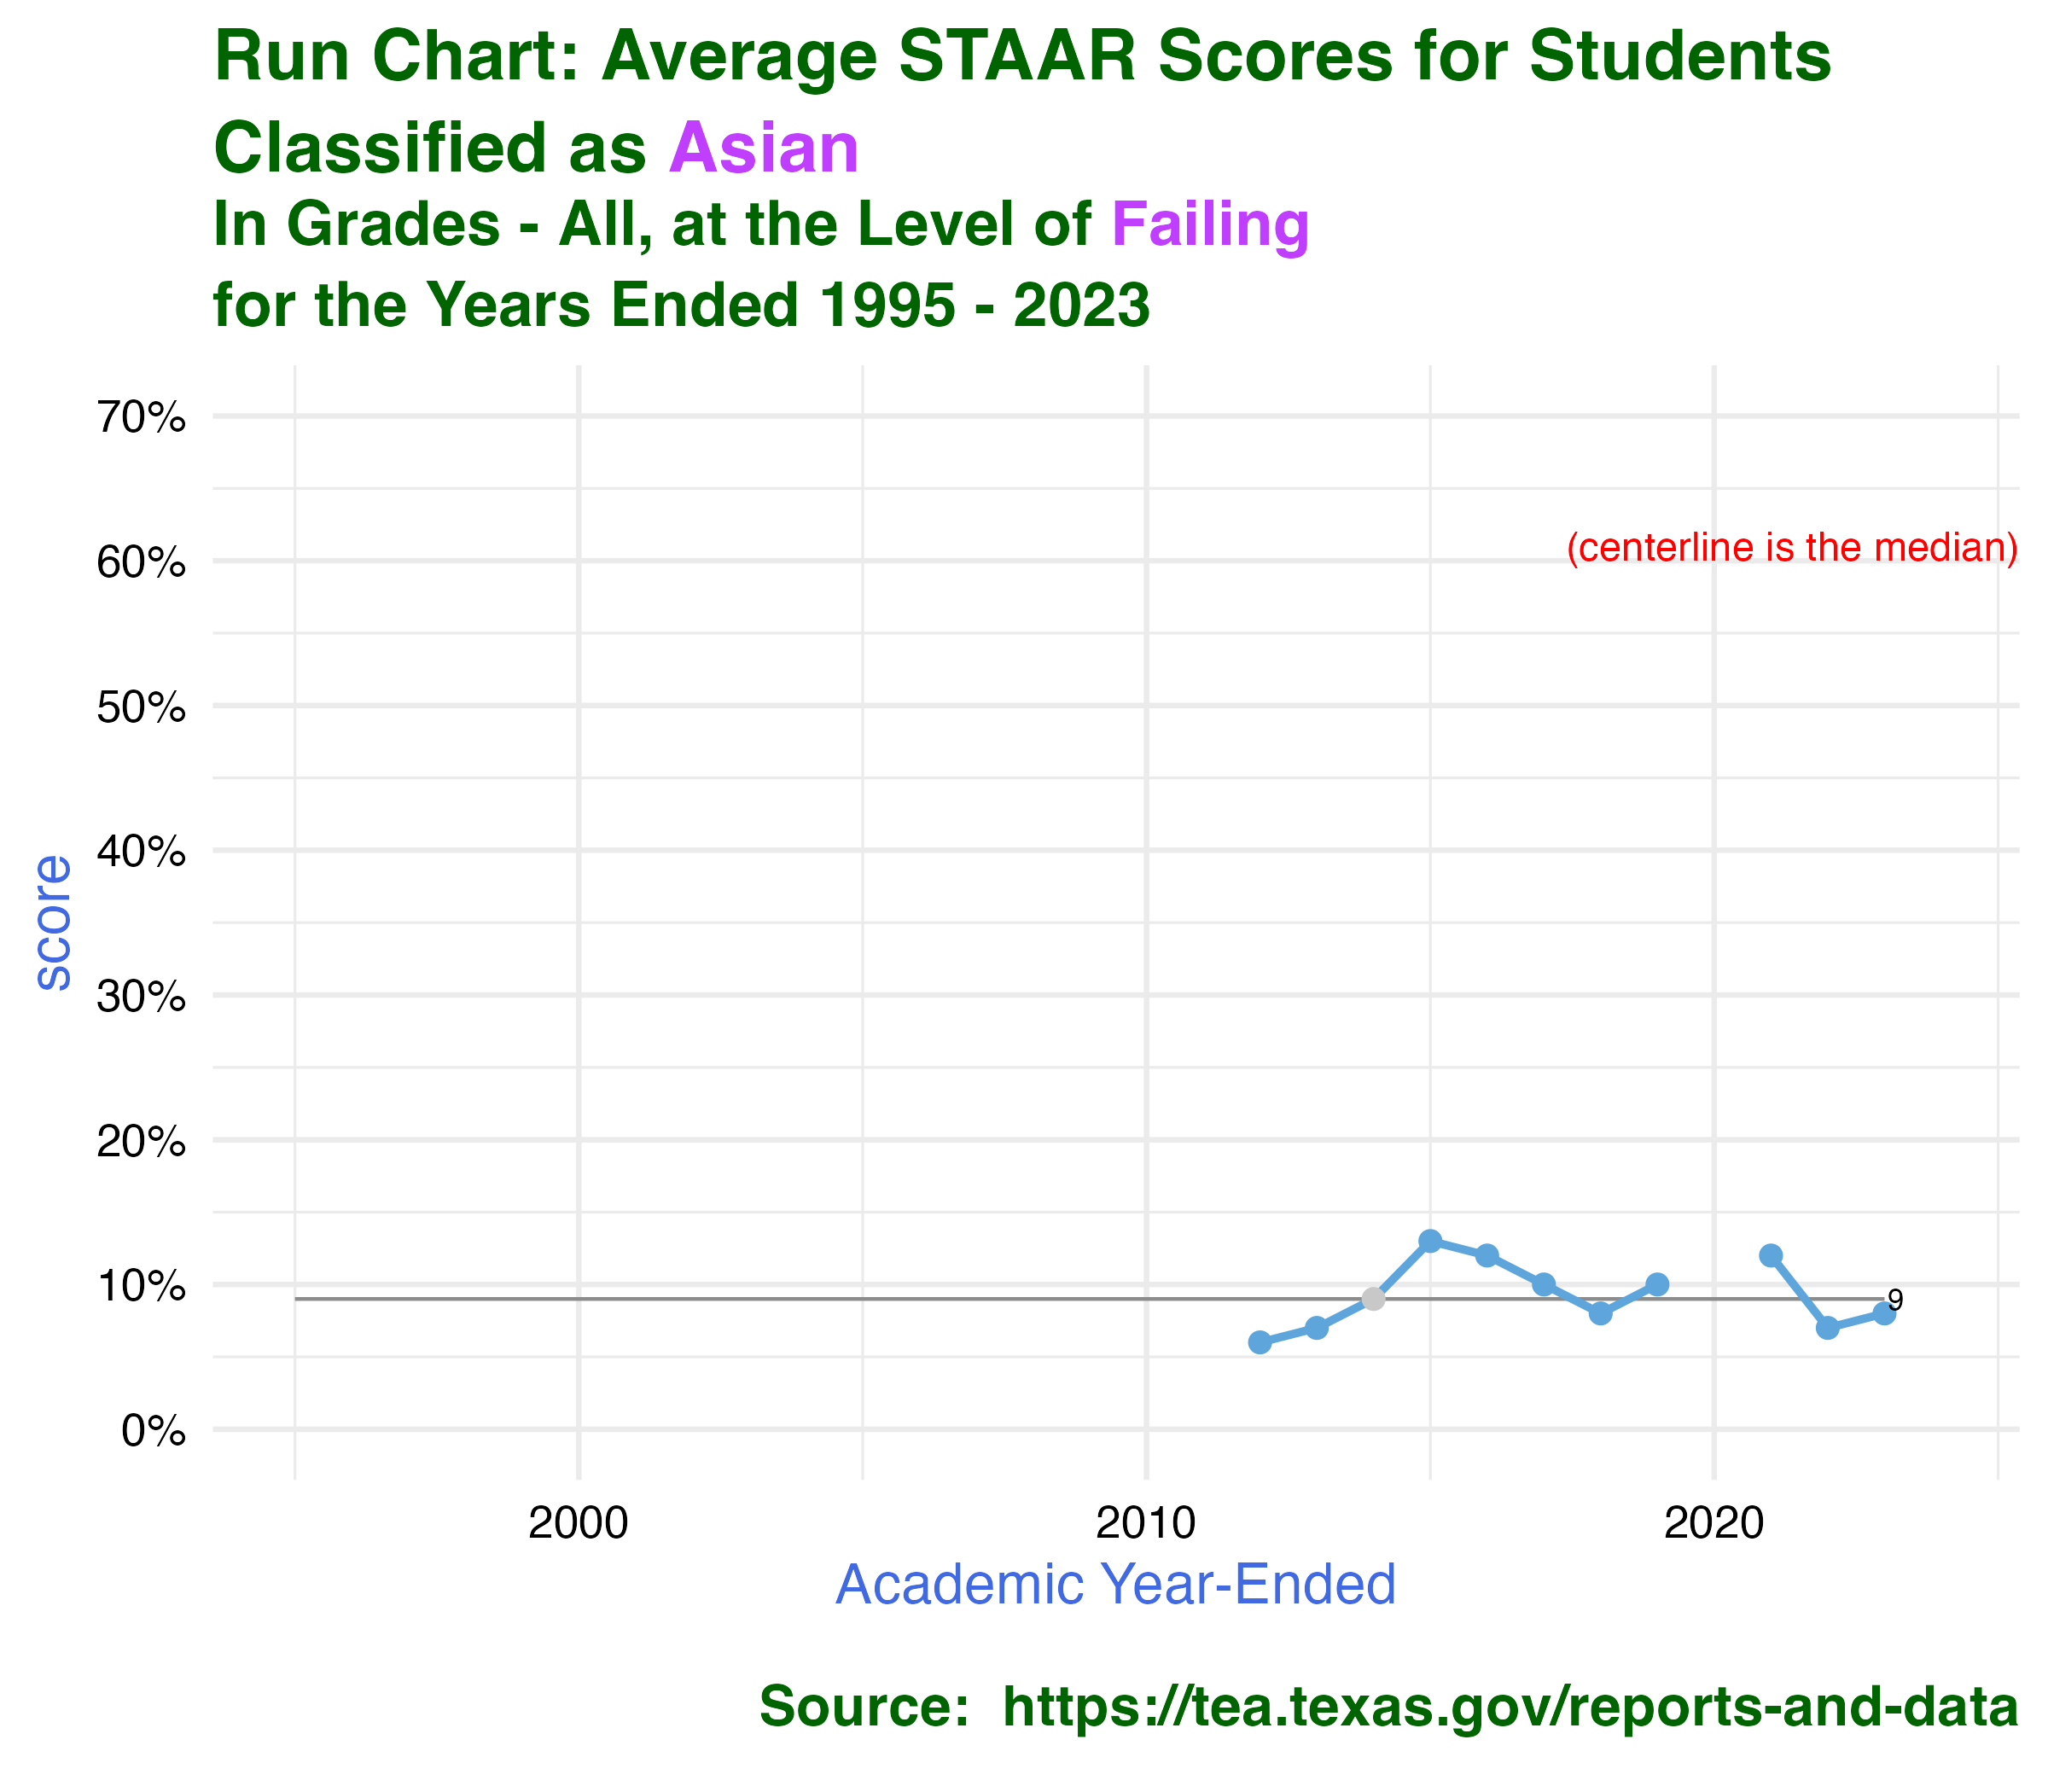 Run Chart: Average STAAR Scores for Students
Classified as Asian
In Grades - All, at the Level of Failing
for the Years Ended 1995 - 2023
70%
(centerline is the median)
60%
50%
40%
score
30%
20%
10%
9
0%
2000
2010
2020
Academic Year-Ended
Source:  https://tea.texas.gov/reports-and-data